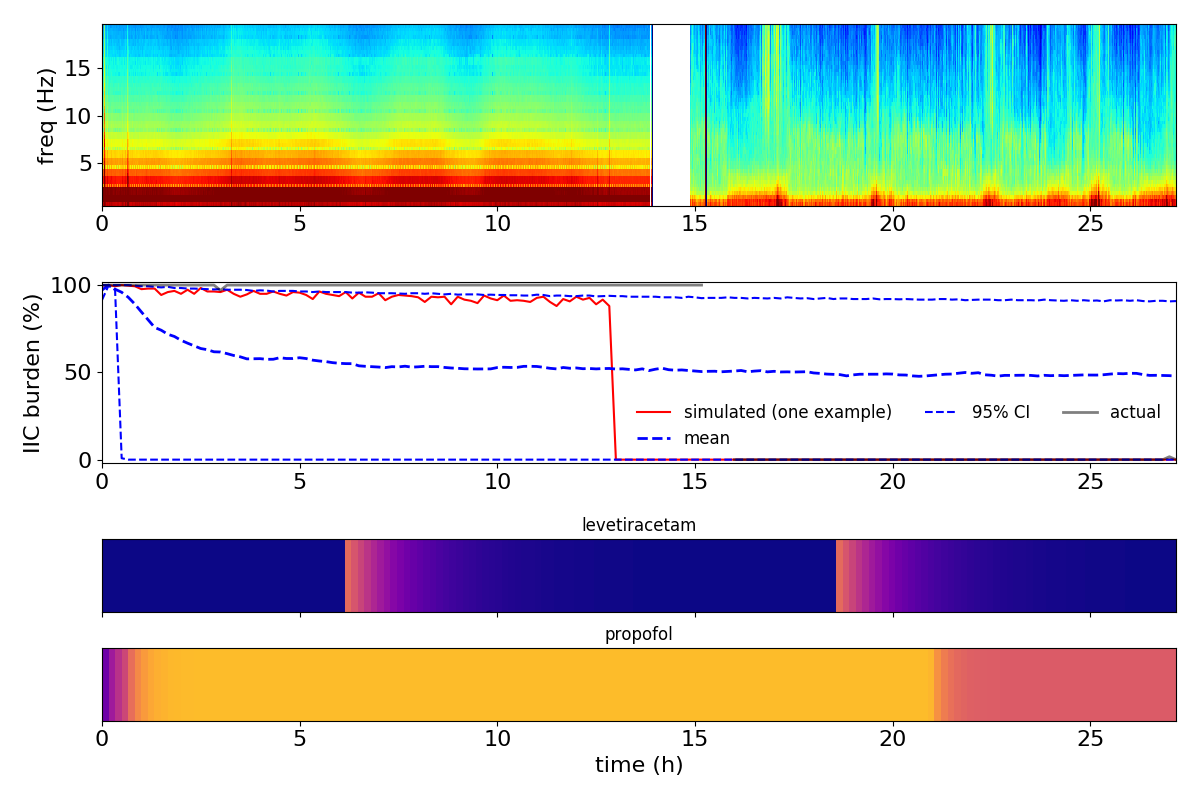 freq (Hz)
15
10
5
0 5 10 15 20 25
IIC burden (%)
100
50
0
simulated (one example) 95% CI actual
mean
0 5 10 15 20 25
levetiracetam
propofol
0 5 10 15 20 25
time (h)